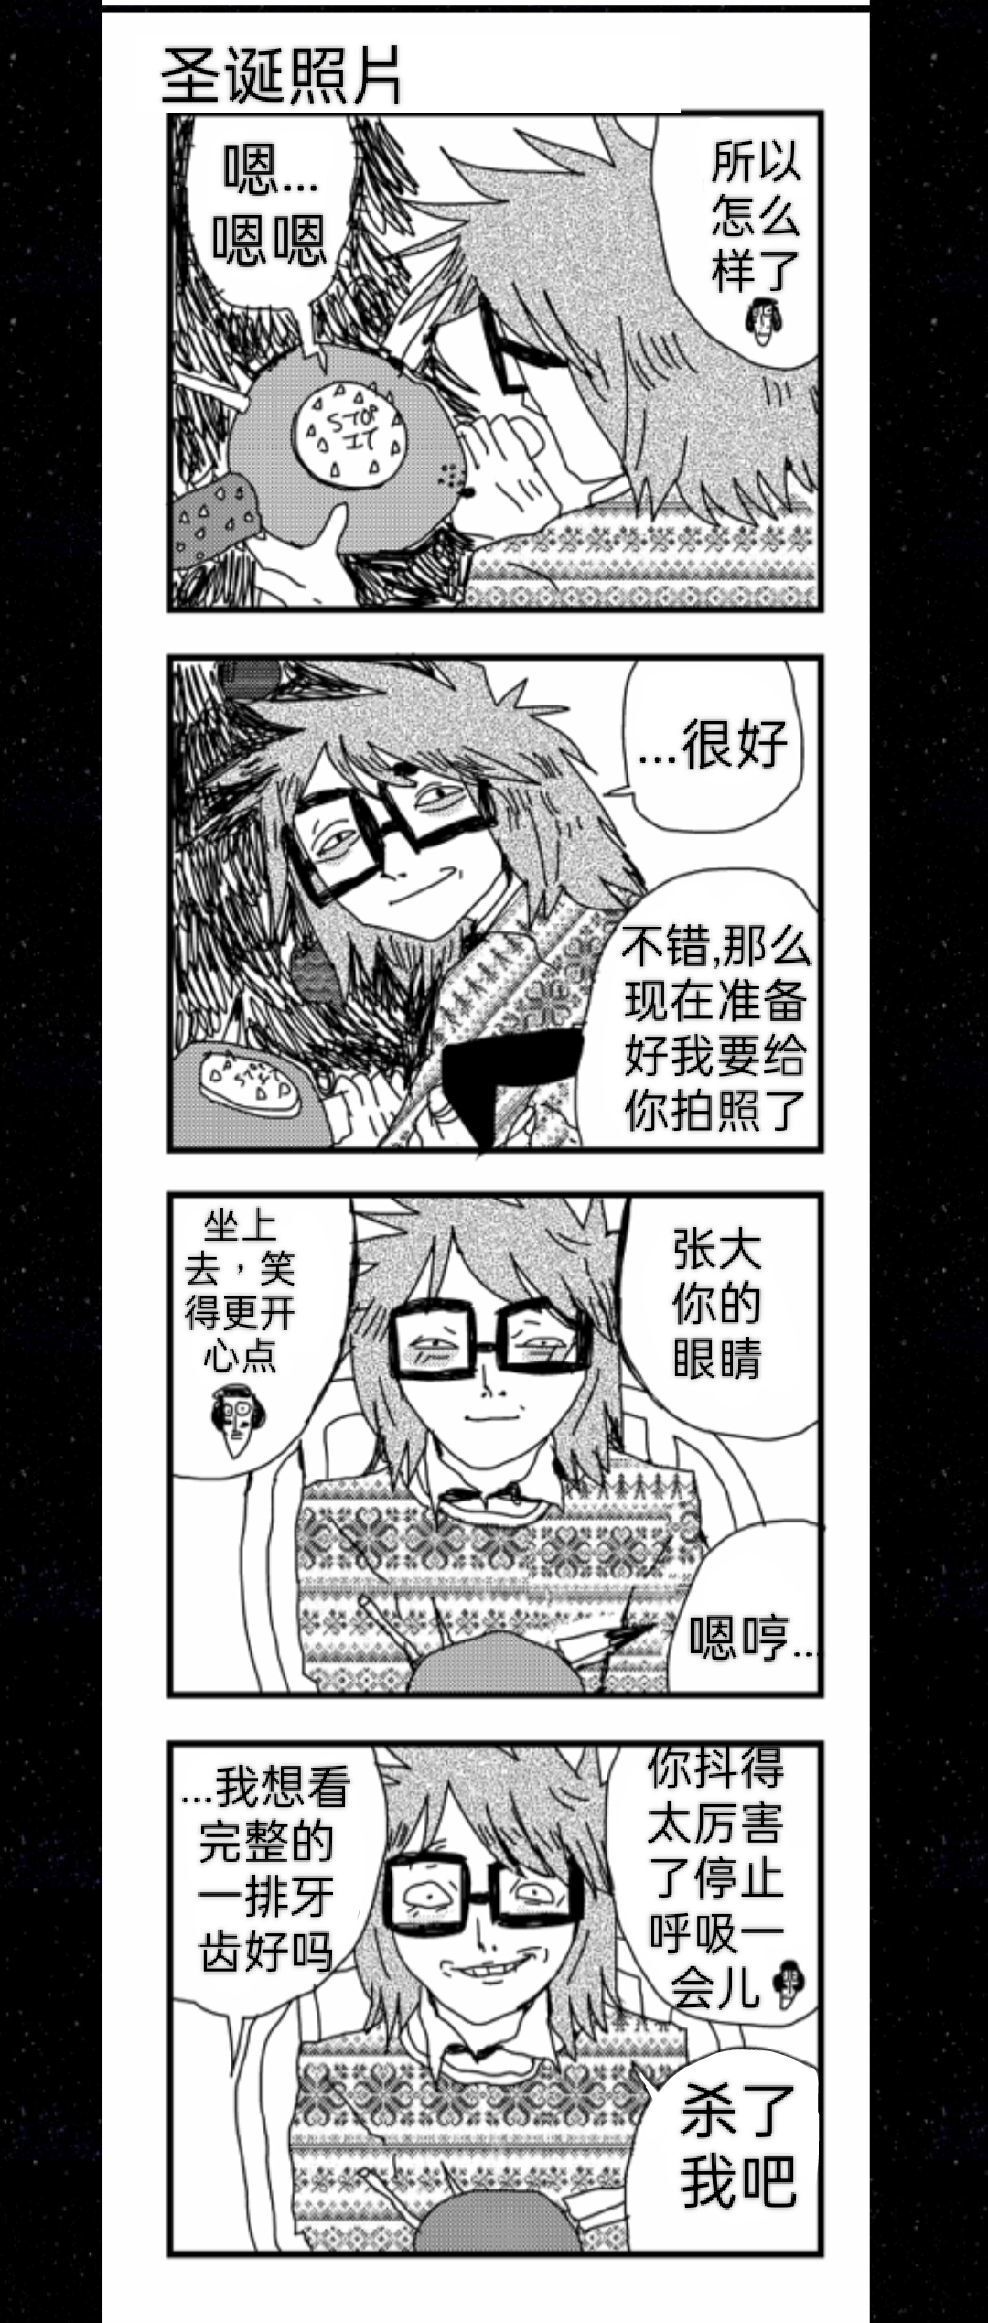 圣诞照片
嗯...
嗯嗯
所以
怎么
样了
STOP
IT
...很好
不错,那么
现在准备
好我要给
你拍照了
坐上
去，笑
得更开
心点
张大
你的
眼睛
嗯哼...
...我想看
完整的
一排牙
齿好吗
你抖得
太厉害
了停止
呼吸一
会儿
杀了
我吧